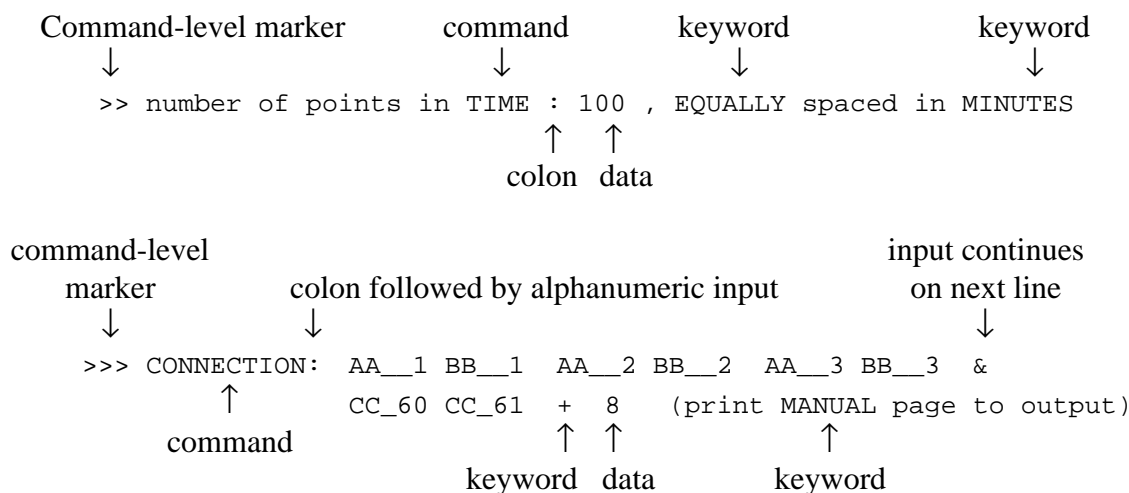 Command-level marker command keyword keyword
↓ ↓ ↓ ↓
>> number of points in TIME : 100 , EQUALLY spaced in MINUTES
↑ ↑
colon data
command-level input continues
marker colon followed by alphanumeric input on next line
↓ ↓ ↓
>>> CONNECTION: AA__1 BB__1 AA__2 BB__2 AA__3 BB__3 &
↑ CC_60 CC_61 + 8 (print MANUAL page to output)
command ↑ ↑ ↑
keyword data keyword